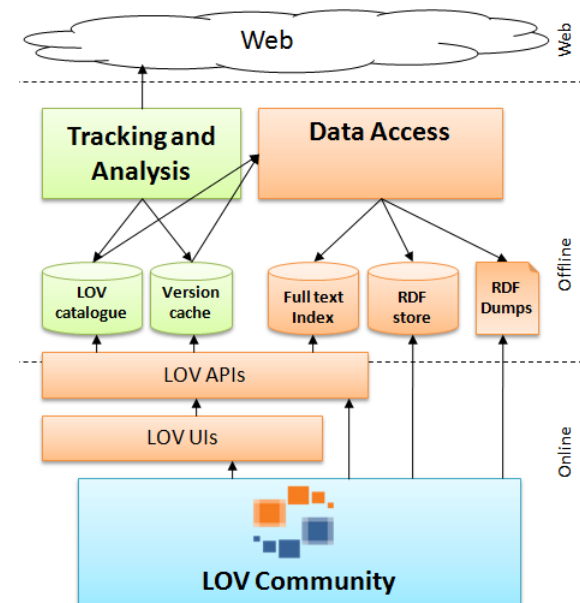 Web
Web
Tracking and
Analysis
Data Access
Offline
LOV
catalogue
Version
cache
Full text
Index
RDF
store
RDF
Dumps
LOV APIs
LOV UIs
Online
LOV Community